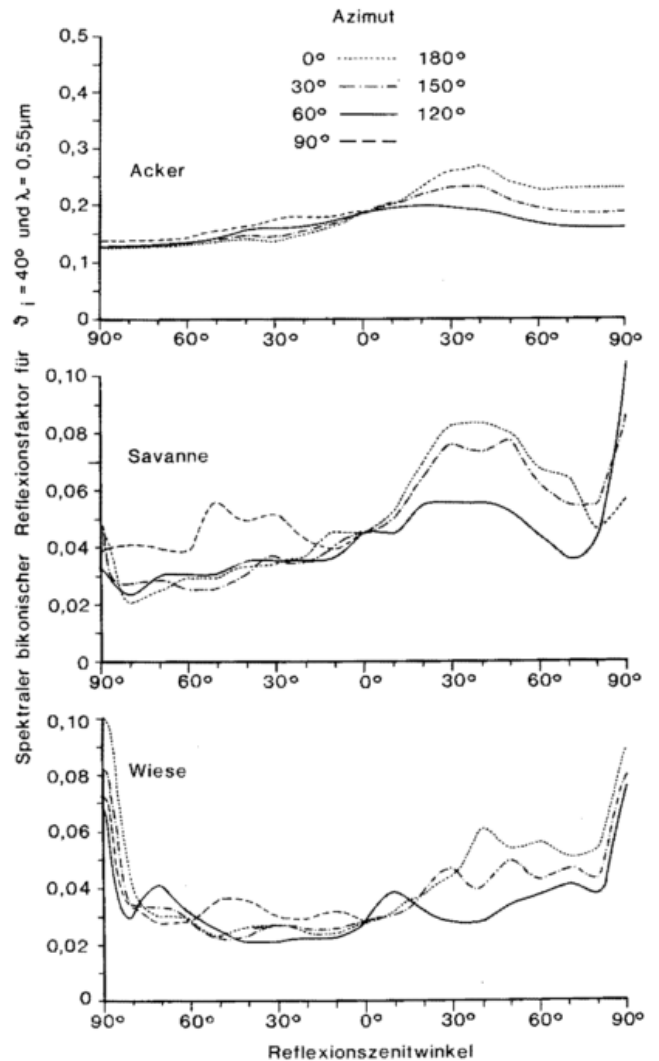 Azimut
0° 180°
30° 150°
60° 120°
90°
Spektraler bikonischer Reflexionsfaktor für ϑi = 40° und λ = 0,55µm
0,5
0,4
0,3
Acker
0,2
0,1
0
90° 60° 30° 0° 30° 60° 90°
0,10
0,08
Savanne
0,06
0,04
0,02
0
90° 60° 30° 0° 30° 60° 90°
0,10
Wiese
0,08
0,06
0,04
0,02
0
90° 60° 30° 0° 30° 60° 90°
Reflexionszenitwinkel